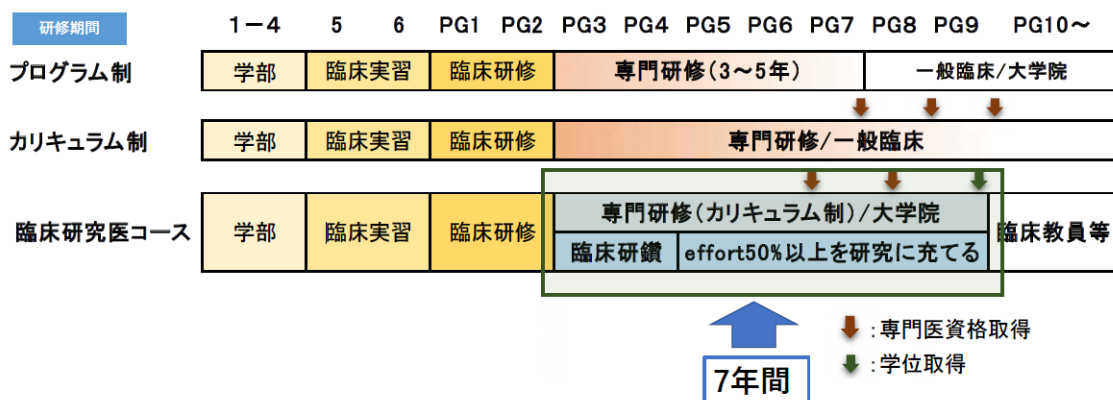 研修期間 1－4 5 6 PG1 PG2 PG3 PG4 PG5 PG6 PG7 PG8 PG9 PG10～
プログラム制 学部 臨床実習 臨床研修 専門研修(3～5年) 一般臨床/大学院
カリキュラム制 学部 臨床実習 臨床研修 専門研修/一般臨床
臨床研究医コース 学部 臨床実習 臨床研修 専門研修(カリキュラム制)/大学院 臨床教員等
臨床研鑽 effort50%以上を研究に充てる
:専門医資格取得
:学位取得
7年間